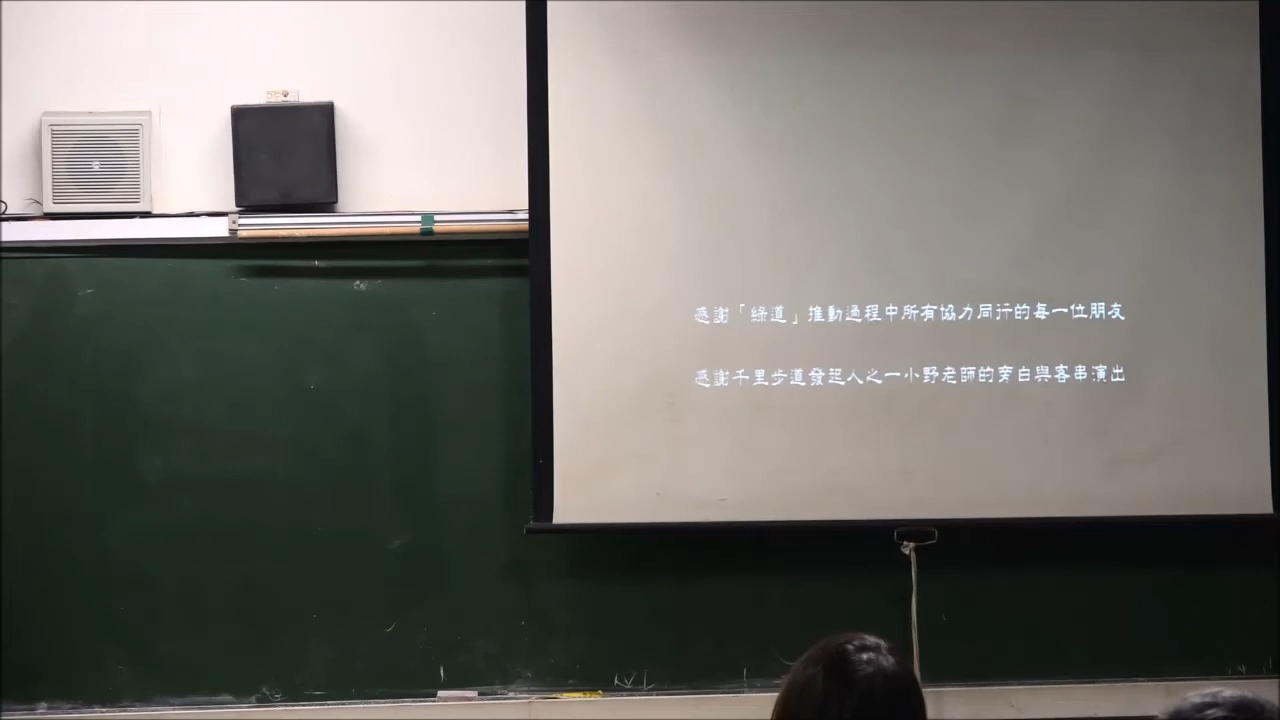 感謝「綠道」推動過程中所有協力同行的每一位朋友
感謝千里步道發起人之一小野老師的旁白與客串演出